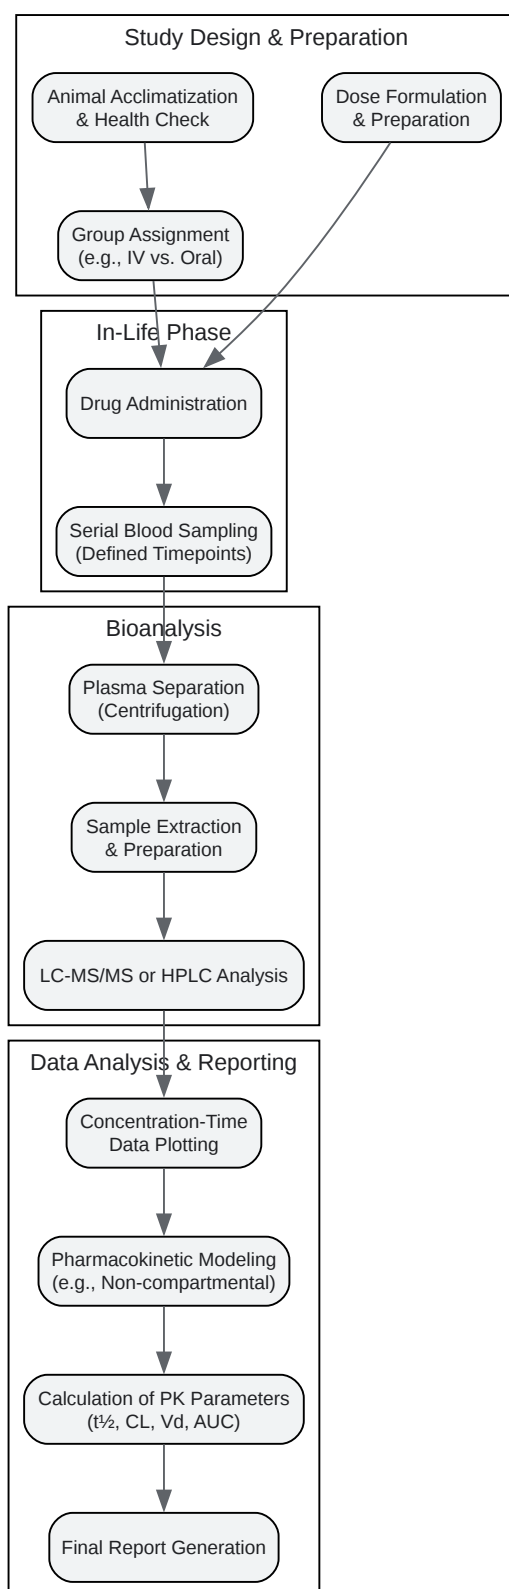 Study Design & Preparation
Animal Acclimatization
& Health Check
Dose Formulation
& Preparation
Group Assignment
(e.g., IV vs. Oral)
In-Life Phase
Drug Administration
Serial Blood Sampling
(Defined Timepoints)
Bioanalysis
Plasma Separation
(Centrifugation)
Sample Extraction
& Preparation
LC-MS/MS or HPLC Analysis
Data Analysis & Reporting
Concentration-Time
Data Plotting
Pharmacokinetic Modeling
(e.g., Non-compartmental)
Calculation of PK Parameters
(t½, CL, Vd, AUC)
Final Report Generation